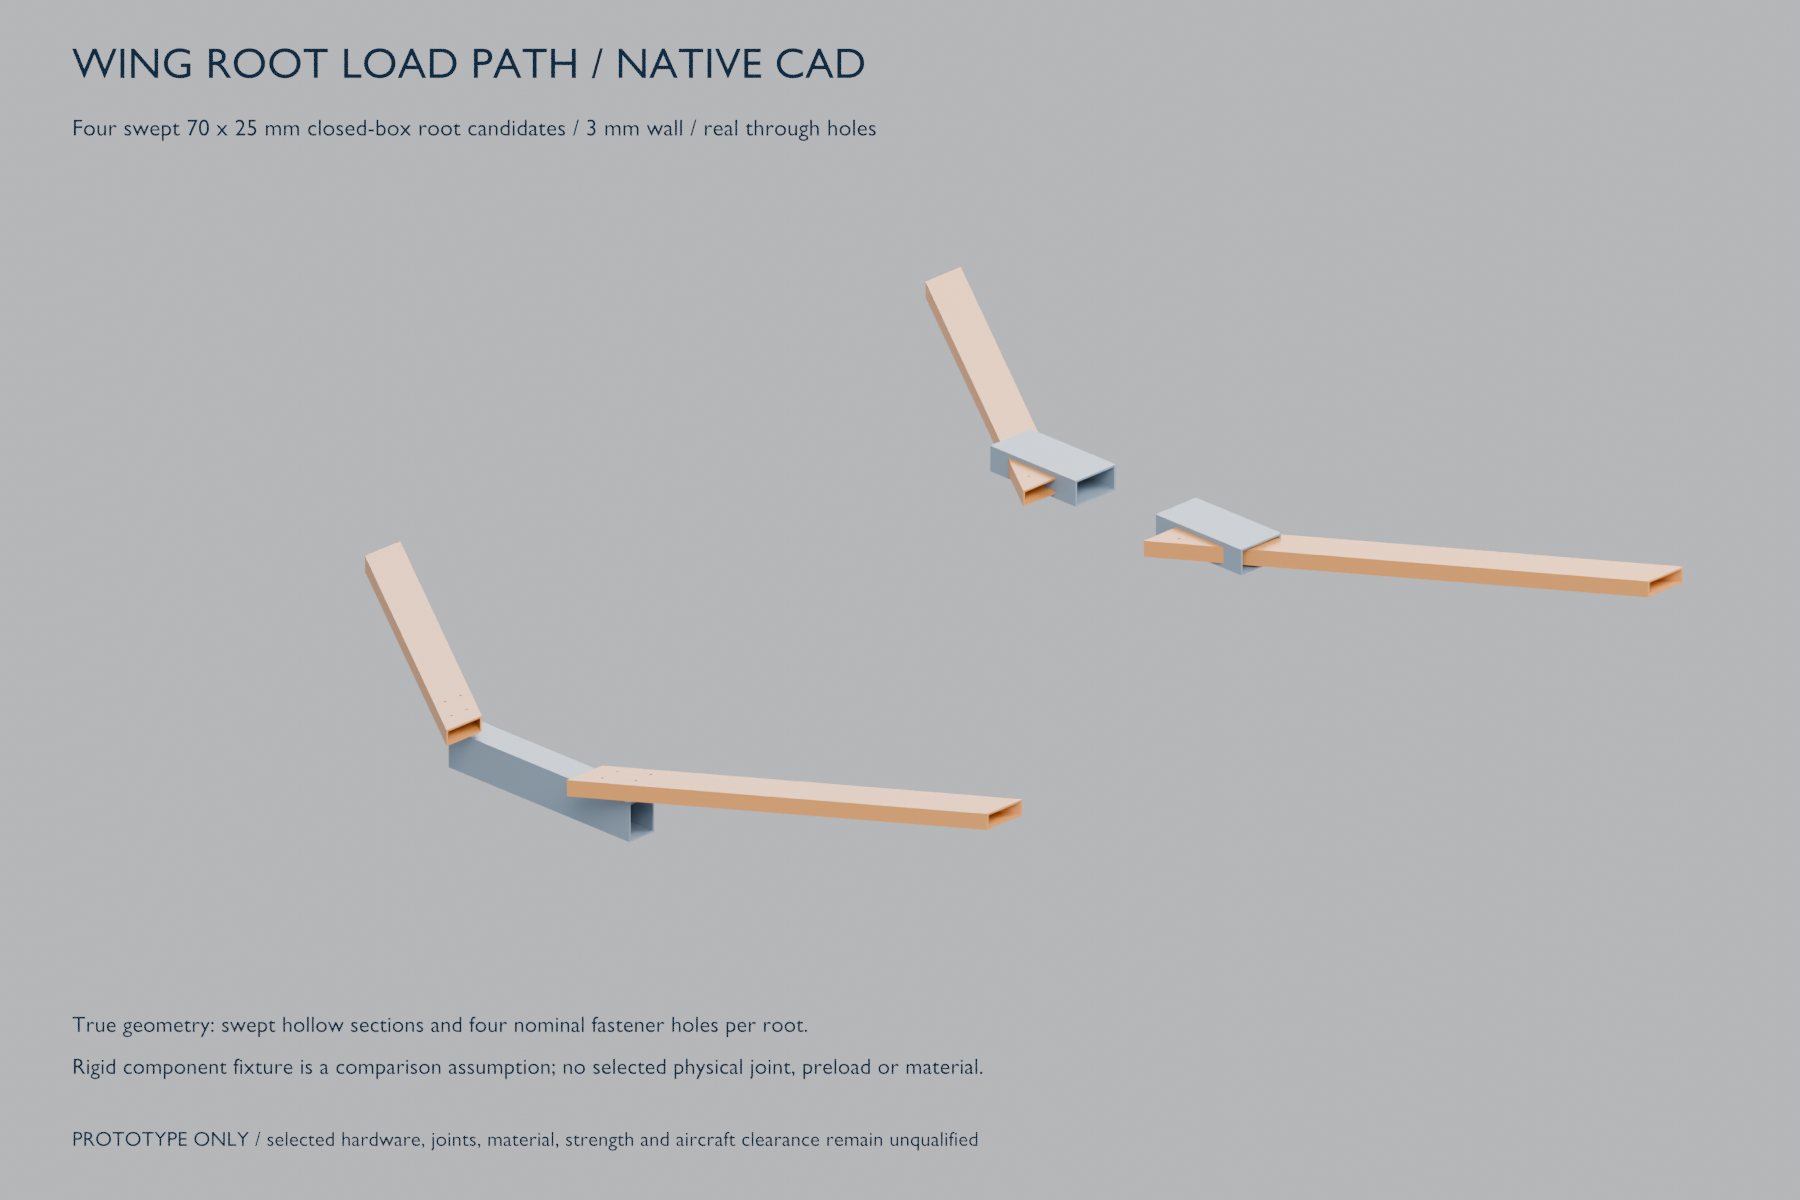 WING ROOT LOAD PATH / NATIVE CAD
Four swept 70 x 25 mm closed-box root candidates / 3 mm wall / real through holes
True geometry: swept hollow sections and four nominal fastener holes per root.
Rigid component fixture is a comparison assumption; no selected physical joint, preload or material.
PROTOTYPE ONLY / selected hardware, joints, material, strength and aircraft clearance remain unqualified